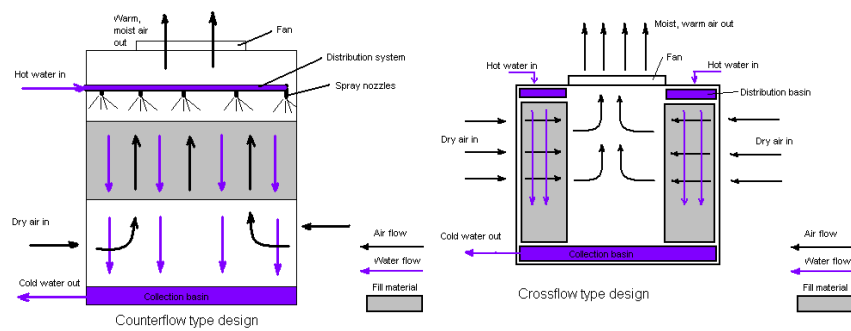 Warm,
moist air
out
Fan
Distribution system
Hot water in
Spray nozzles
Dry air in
Air flow
Water flow
Cold water out
Collection basin
Fill material
Counterflow type design
Moist, warm air out
Fan
Hot water in
Hot water in
Distribution basin
Dry air in
Dry air in
Air flow
Cold water out
Collection basin
Water flow
Fill material
Crossflow type design